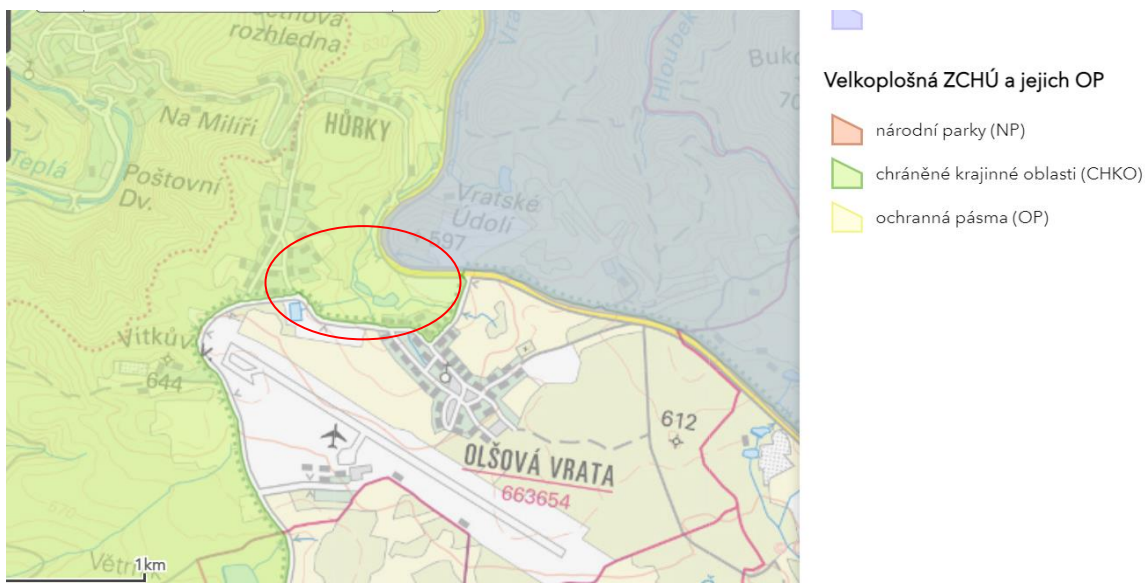 rozhledna
HŮRKY
Na Milíři
Teplá
Poštovní
Dv.
Vratské
Údolí
597
Vítkův v.
644
612
OLŠOVÁ VRATA
663654
1km
Velkoplošná ZCHÚ a jejich OP
národní parky (NP)
chráněné krajinné oblasti (CHKO)
ochranná pásma (OP)